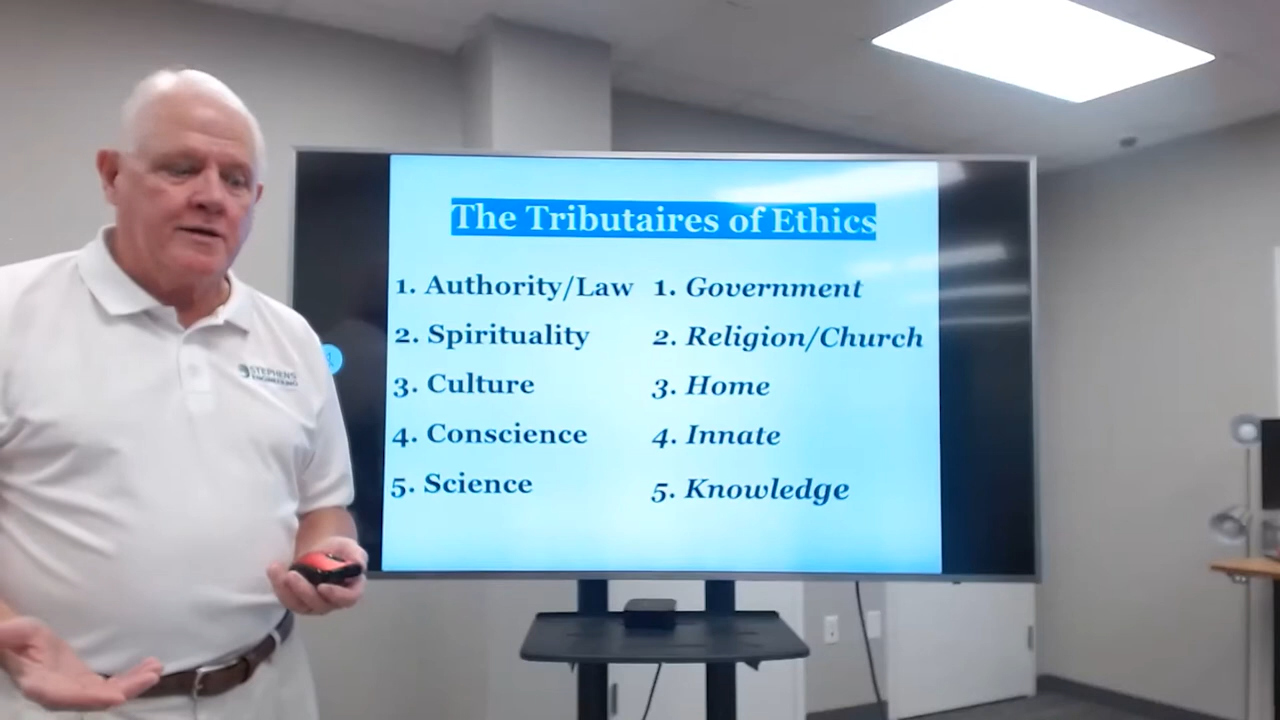 The Tributaires of Ethics
1. Authority/Law
2. Spirituality
3. Culture
4. Conscience
5. Science
1. Government
2. Religion/Church
3. Home
4. Innate
5. Knowledge
STEPHENS
ENGINEERING